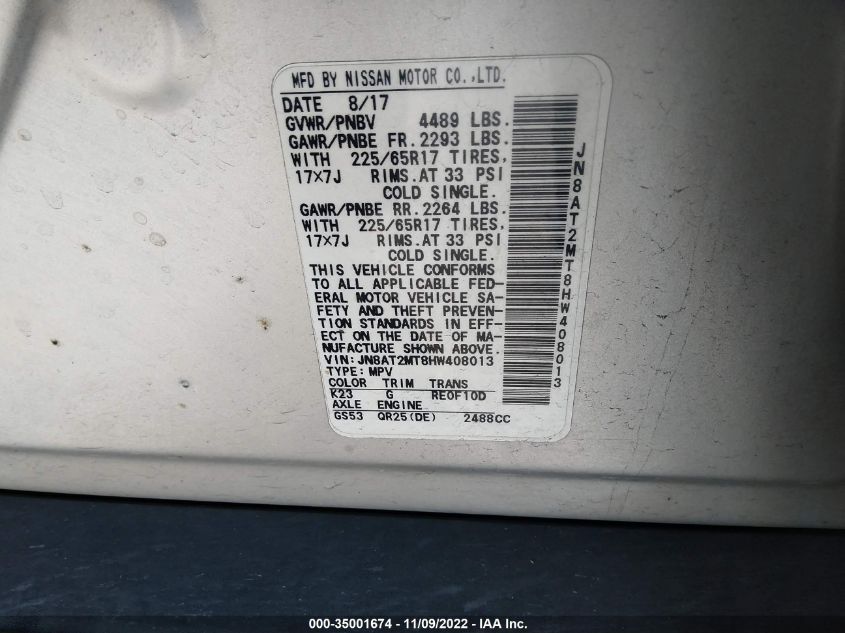 MFD BY NISSAN MOTOR CO.,LTD.
DATE 8/17
GVWR/PNBV 4489 LBS.
GAWR/PNBE FR. 2293 LBS.
WITH 225/65R17 TIRES,
17×7J RIMS.AT 33 PSI
COLD SINGLE.
GAWR/PNBE RR. 2264 LBS.
WITH 225/65R17 TIRES,
17×7J RIMS.AT 33 PSI
COLD SINGLE.
THIS VEHICLE CONFORMS
TO ALL APPLICABLE FED-
ERAL MOTOR VEHICLE SA-
FETY AND THEFT PREVEN-
TION STANDARDS IN EFF-
ECT ON THE DATE OF MA-
NUFACTURE SHOWN ABOVE.
VIN:JN8AT2MT8HW408013
TYPE:MPV
COLOR TRIM TRANS
K23 G RE0F10D
AXLE ENGINE
GS53 QR25(DE) 2488CC
JN8AT2MT8HW408013
000-35001674 - 11/09/2022 - IAA Inc.